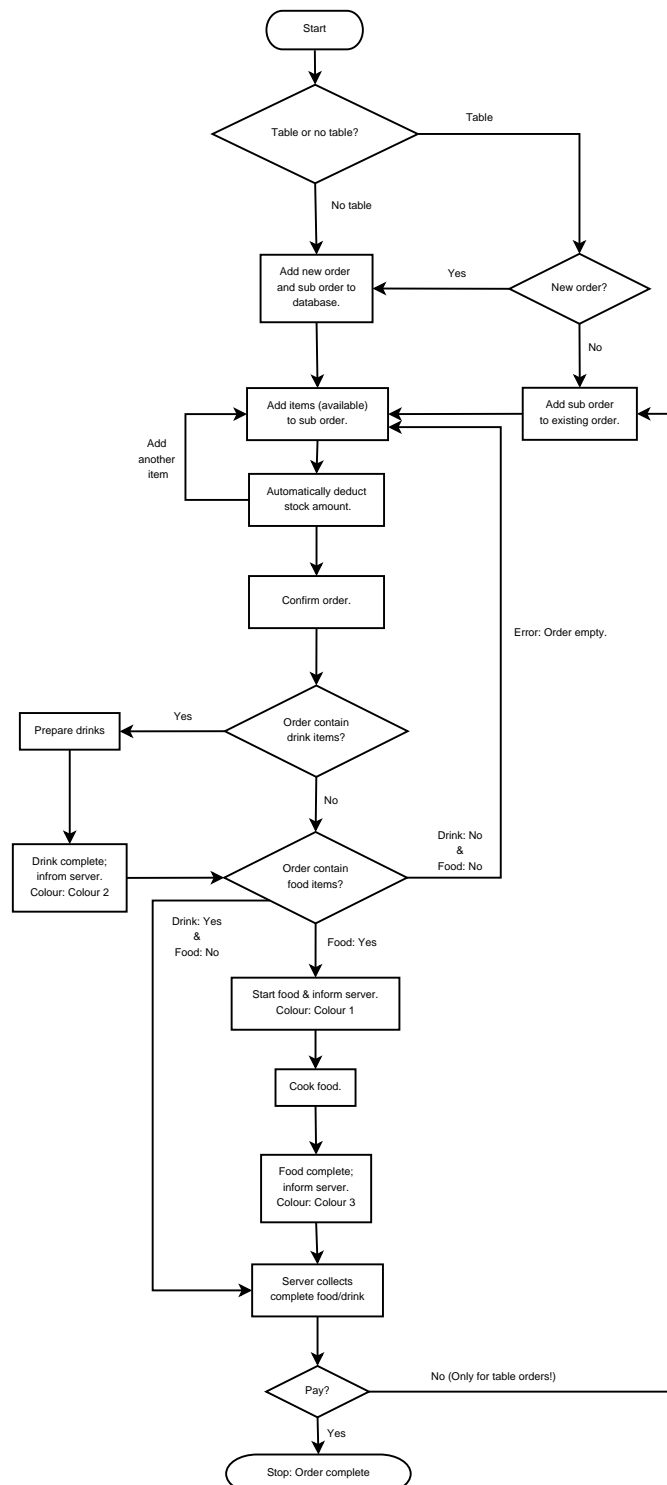 Start
Table or no table?
Table
No table
Add new order
and sub order to
database.
Yes
New order?
No
Add items (available)
to sub order.
Add sub order
to existing order.
Add
another
item
Automatically deduct
stock amount.
Confirm order.
Error: Order empty.
Prepare drinks
Yes
Order contain
drink items?
No
Drink complete;
infrom server.
Colour: Colour 2
Order contain
food items?
Drink: No
&
Food: No
Drink: Yes
&
Food: No
Food: Yes
Start food & inform server.
Colour: Colour 1
Cook food.
Food complete;
inform server.
Colour: Colour 3
Server collects
complete food/drink
Pay?
No (Only for table orders!)
Yes
Stop: Order complete